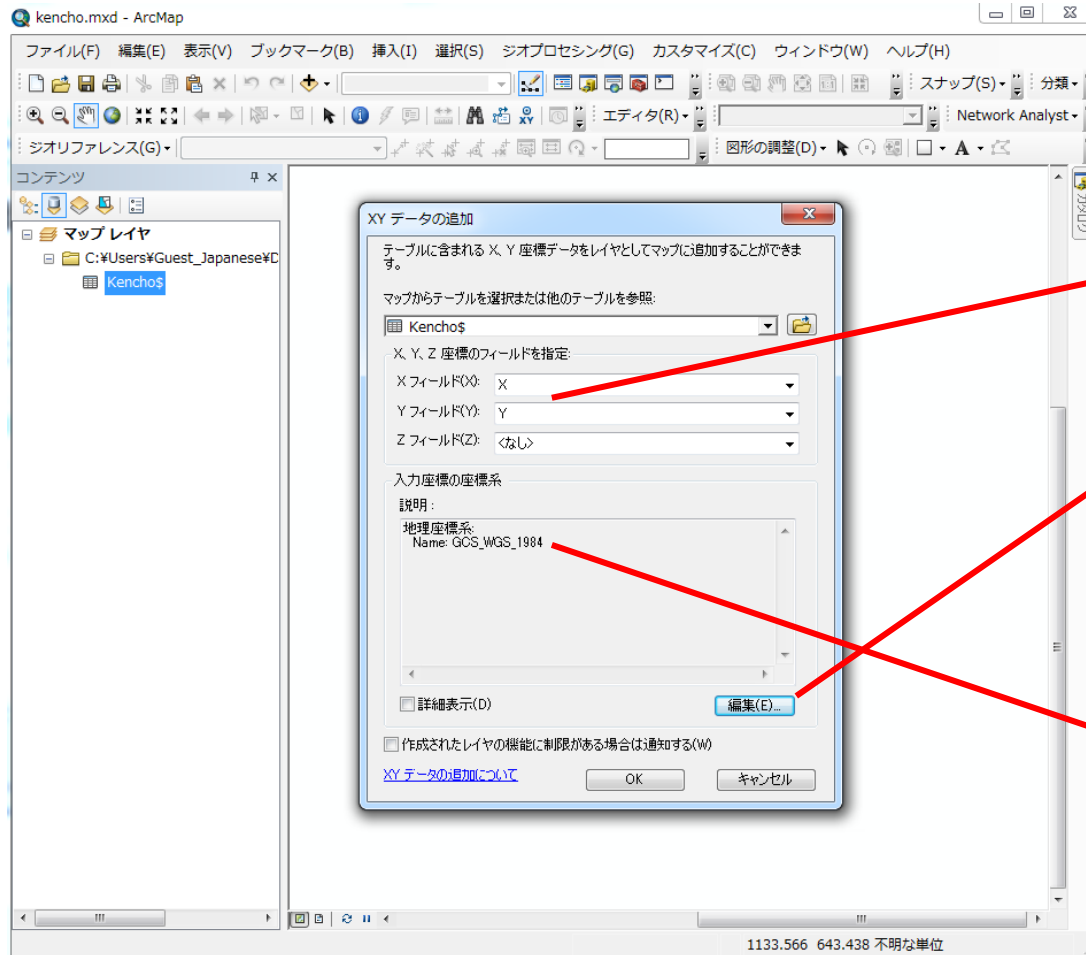 kencho.mxd - ArcMap
ファイル(F) 編集(E) 表示(V) ブックマーク(B) 挿入(I) 選択(S) ジオプロセシング(G) カスタマイズ(C) ウィンドウ(W) ヘルプ(H)
スナップ(S) 分類
エディタ(R) Network Analyst
ジオリファレンス(G) 図形の調整(D) A
コンテンツ
マップ レイヤ
C:¥Users¥Guest_Japanese¥D
Kencho$
カタログ
XY データの追加
テーブルに含まれる X, Y 座標データをレイヤとしてマップに追加することができま
す。
マップからテーブルを選択または他のテーブルを参照:
Kencho$
X, Y, Z 座標のフィールドを指定:
X フィールド(X): X
Y フィールド(Y): Y
Z フィールド(Z): <なし>
入力座標の座標系
説明:
地理座標系:
Name: GCS_WGS_1984
詳細表示(D) 編集(E)...
作成されたレイヤの機能に制限がある場合は通知する(W)
XY データの追加について OK キャンセル
1133.566 643.438 不明な単位